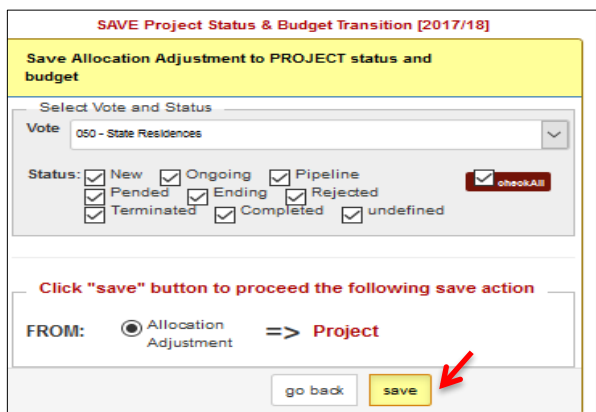 SAVE Project Status & Budget Transition [2017/18]
Save Allocation Adjustment to PROJECT status and
budget
Select Vote and Status
Vote 050 - State Residences
Status: New Ongoing Pipeline checkAll
Pended Ending Rejected
Terminated Completed undefined
Click "save" button to proceed the following save action
FROM: Allocation Adjustment => Project
go back save